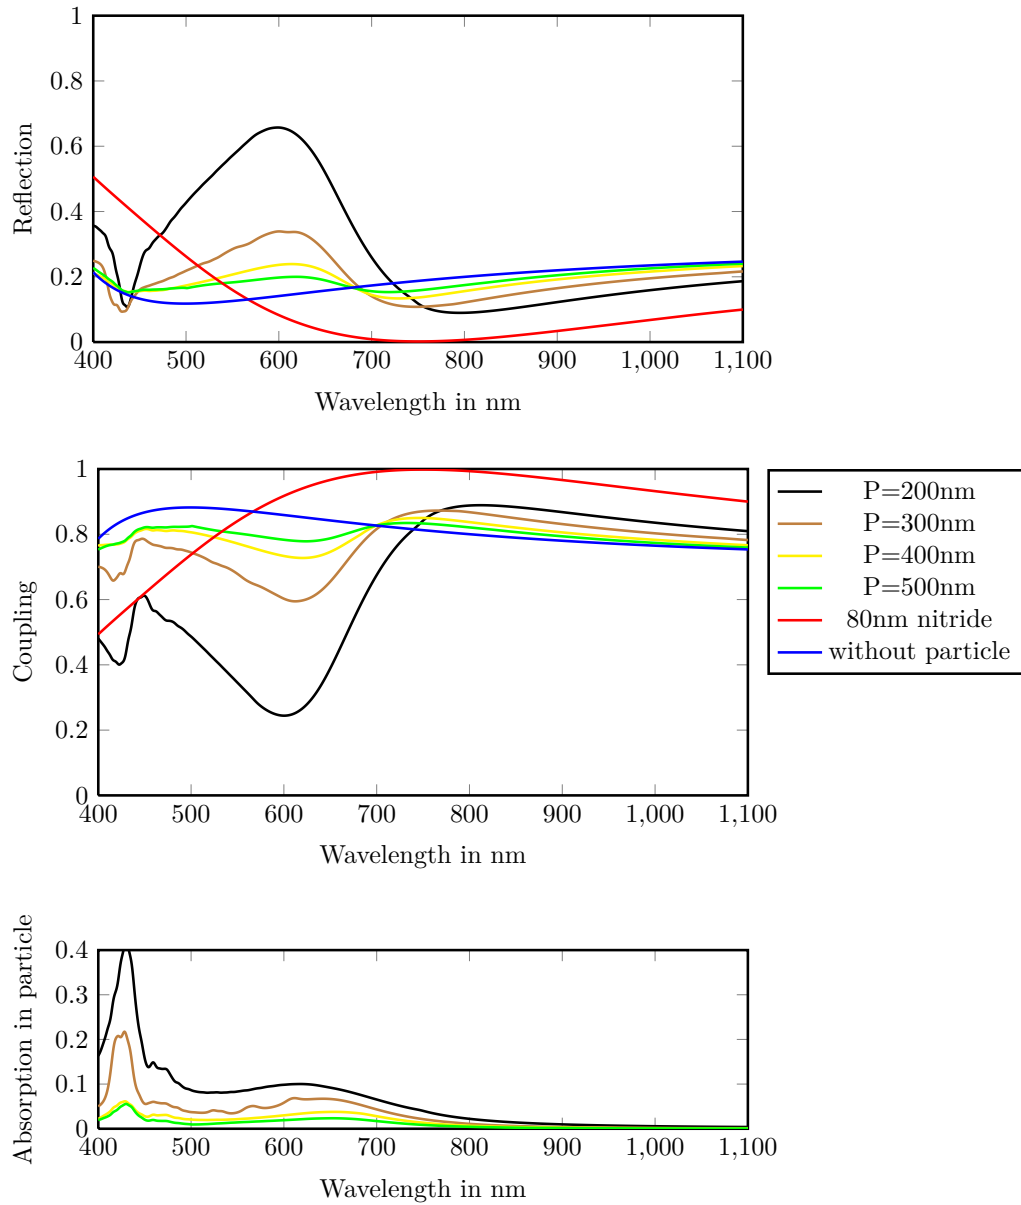 1
0.8
0.6
0.4
0.2
0
Reflection
400 500 600 700 800 900 1,000 1,100
Wavelength in nm
1
0.8
0.6
0.4
0.2
0
Coupling
400 500 600 700 800 900 1,000 1,100
Wavelength in nm
P=200nm
P=300nm
P=400nm
P=500nm
80nm nitride
without particle
0.4
0.3
0.2
0.1
0
Absorption in particle
400 500 600 700 800 900 1,000 1,100
Wavelength in nm